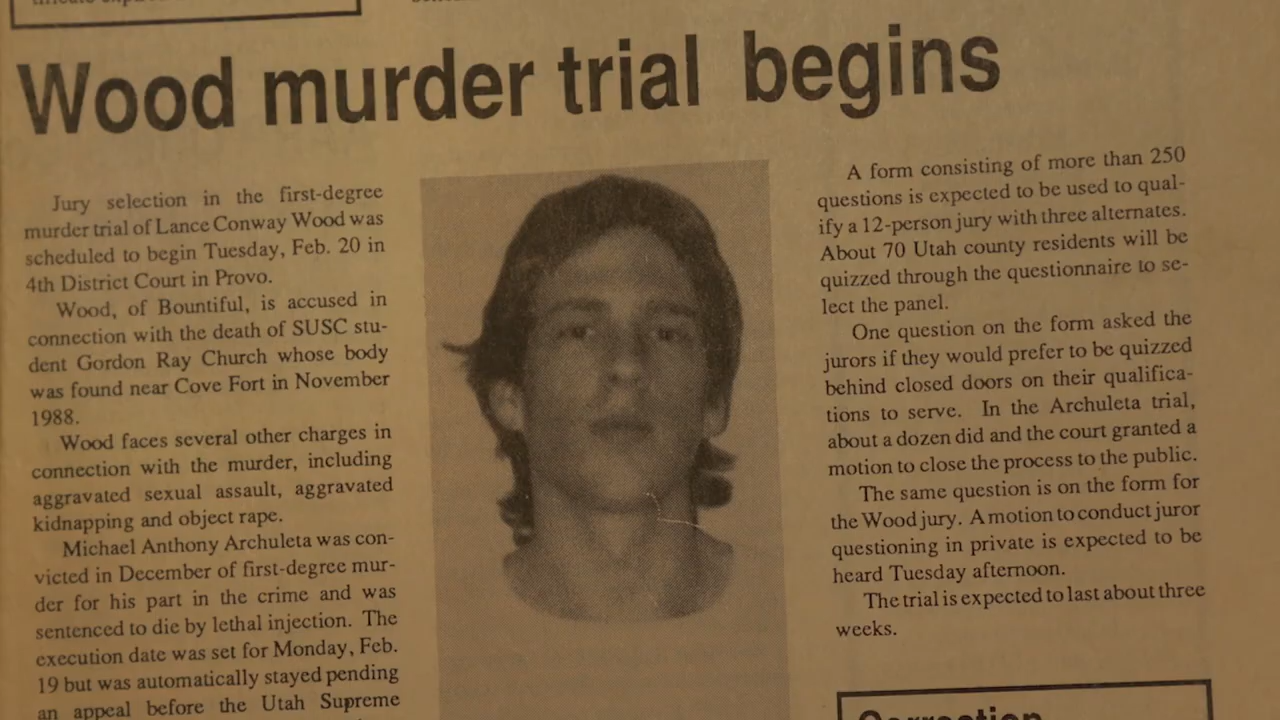 Wood murder trial begins
Jury selection in the first-degree
murder trial of Lance Conway Wood was
scheduled to begin Tuesday, Feb. 20 in
4th District Court in Provo.
Wood, of Bountiful, is accused in
connection with the death of SUSC stu-
dent Gordon Ray Church whose body
was found near Cove Fort in November
1988.
Wood faces several other charges in
connection with the murder, including
aggravated sexual assault, aggravated
kidnapping and object rape.
Michael Anthony Archuleta was con-
victed in December of first-degree mur-
der for his part in the crime and was
sentenced to die by lethal injection. The
execution date was set for Monday, Feb.
19 but was automatically stayed pending
an appeal before the Utah Supreme
A form consisting of more than 250
questions is expected to be used to qual-
ify a 12-person jury with three alternates.
About 70 Utah county residents will be
quizzed through the questionnaire to se-
lect the panel.
One question on the form asked the
jurors if they would prefer to be quizzed
behind closed doors on their qualifica-
tions to serve. In the Archuleta trial,
about a dozen did and the court granted a
motion to close the process to the public.
The same question is on the form for
the Wood jury. A motion to conduct juror
questioning in private is expected to be
heard Tuesday afternoon.
The trial is expected to last about three
weeks.
Correction